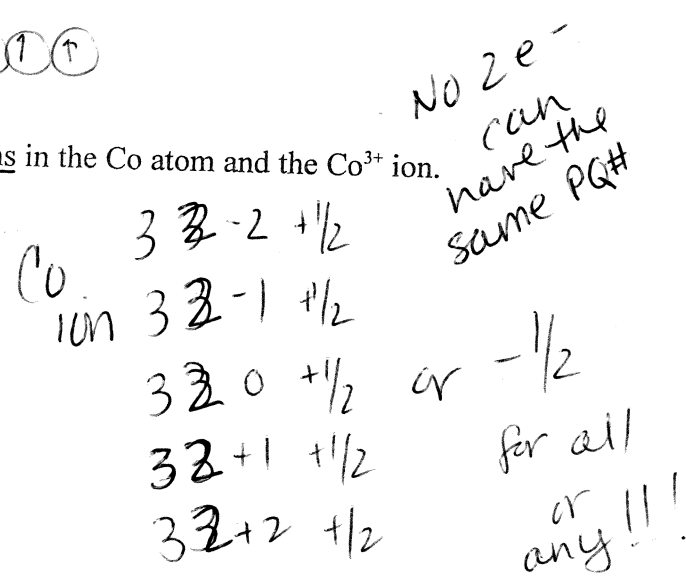 ↑ ↑
No 2 e-
can
have the
same PQ#
s in the Co atom and the Co³⁺ ion.
Co
ion
3 2 -2 +1/2
3 2 -1 +1/2
3 2 0 +1/2 or -1/2
3 2 +1 +1/2
3 2 +2 +1/2
for all
or
any!!!